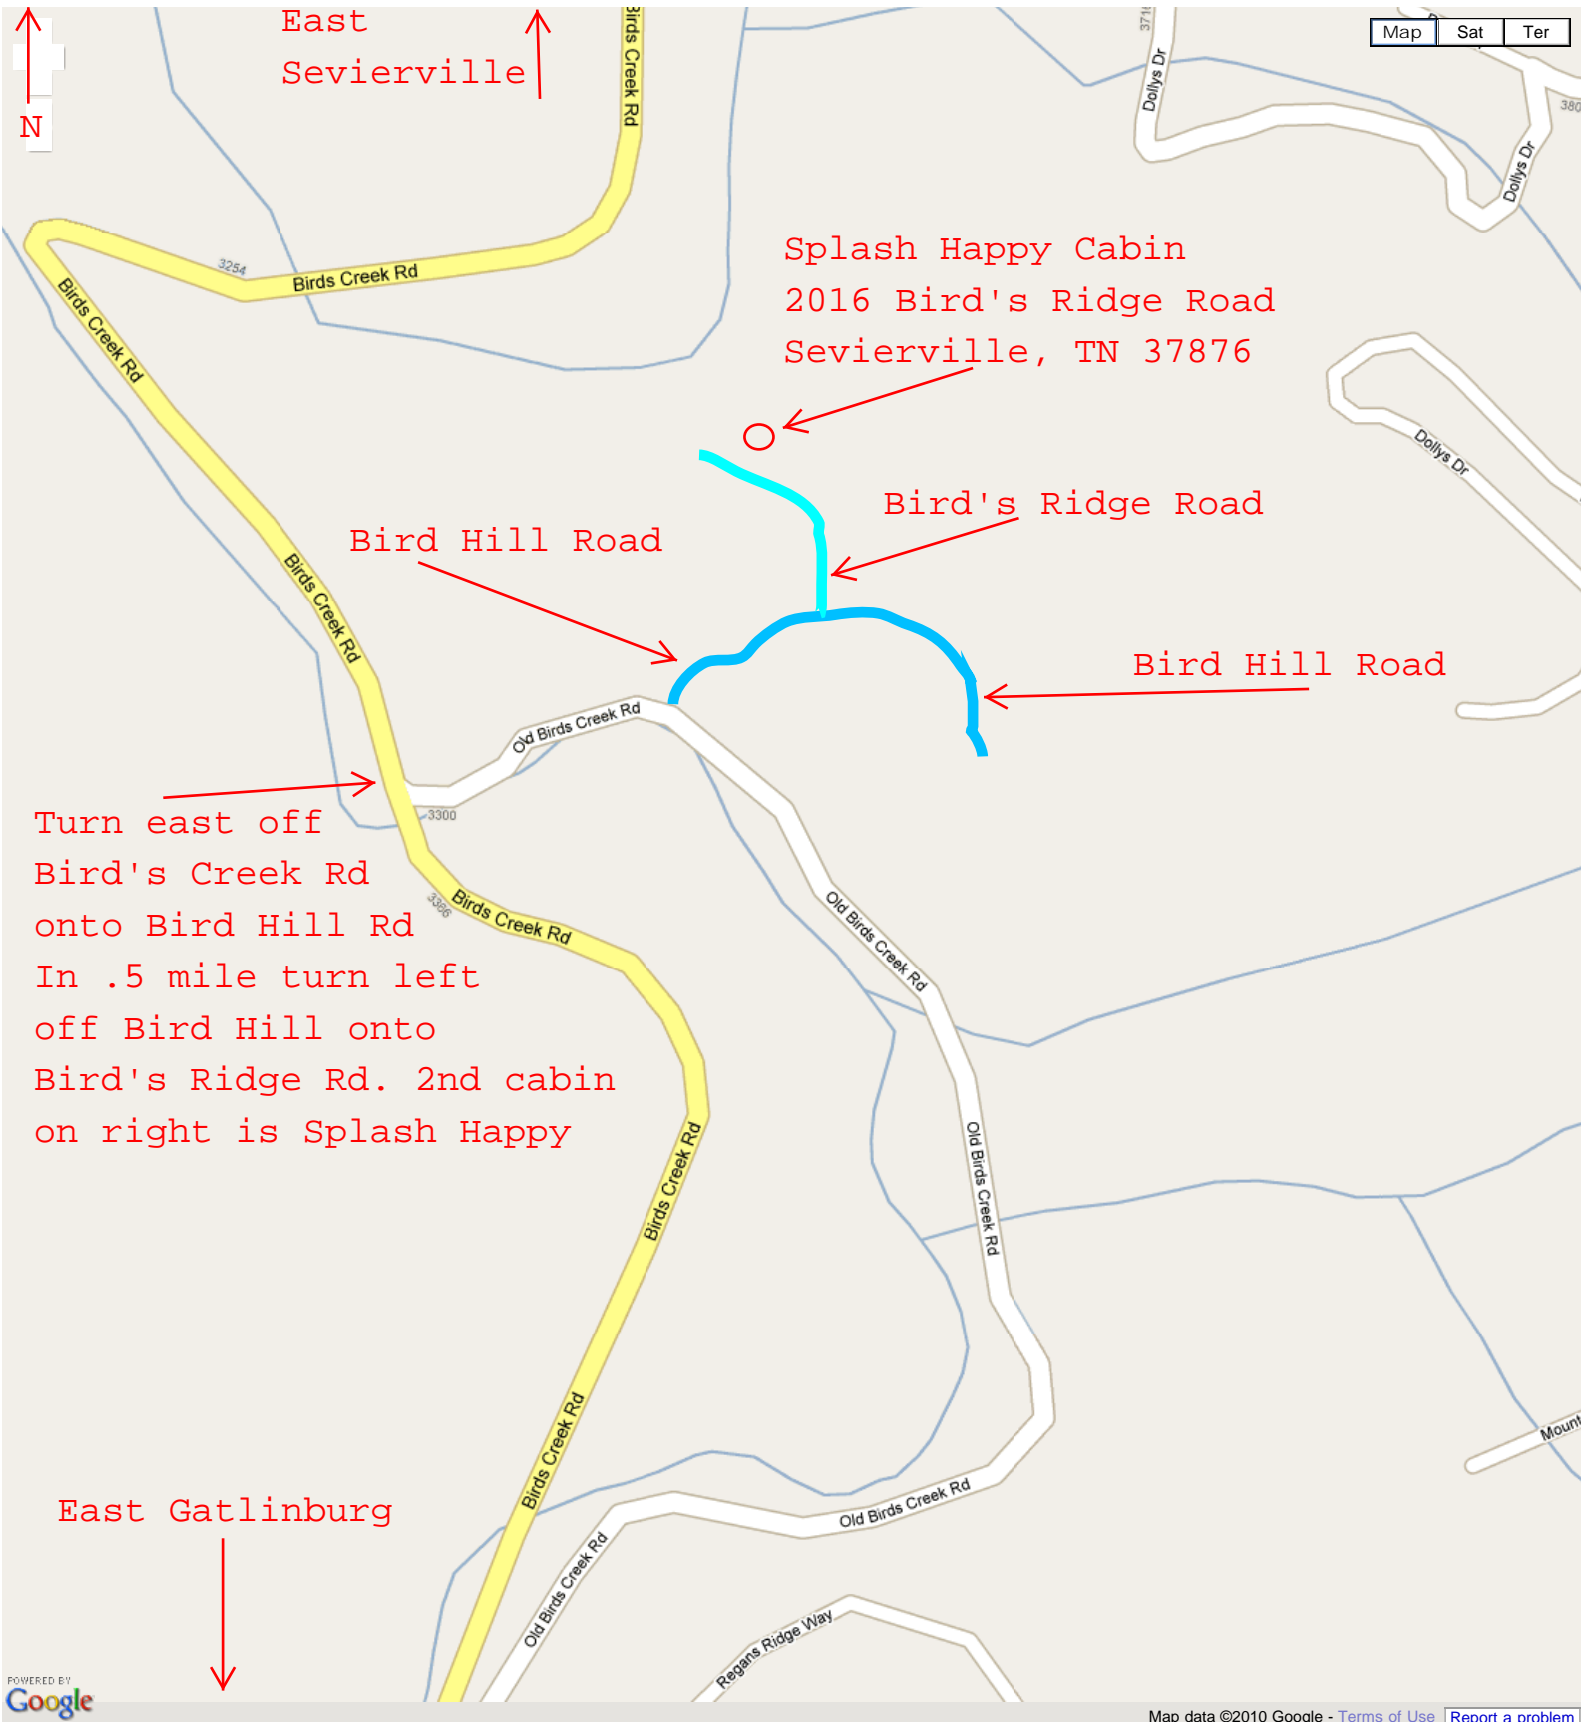 East
Sevierville
N
Birds Creek Rd
Map
Sat
Ter
3716
Dollys Dr
380
Dollys Dr
3254
Birds Creek Rd
Birds Creek Rd
Splash Happy Cabin
2016 Bird's Ridge Road
Sevierville, TN 37876
Dollys Dr
Bird's Ridge Road
Bird Hill Road
Birds Creek Rd
Bird Hill Road
Old Birds Creek Rd
3300
Turn east off
Bird's Creek Rd
onto Bird Hill Rd
In .5 mile turn left
off Bird Hill onto
Bird's Ridge Rd. 2nd cabin
on right is Splash Happy
3366
Birds Creek Rd
Old Birds Creek Rd
Birds Creek Rd
Old Birds Creek Rd
Birds Creek Rd
Mount
East Gatlinburg
Old Birds Creek Rd
Old Birds Creek Rd
Regans Ridge Way
POWERED BY
Google
Map data ©2010 Google - Terms of Use
Report a problem